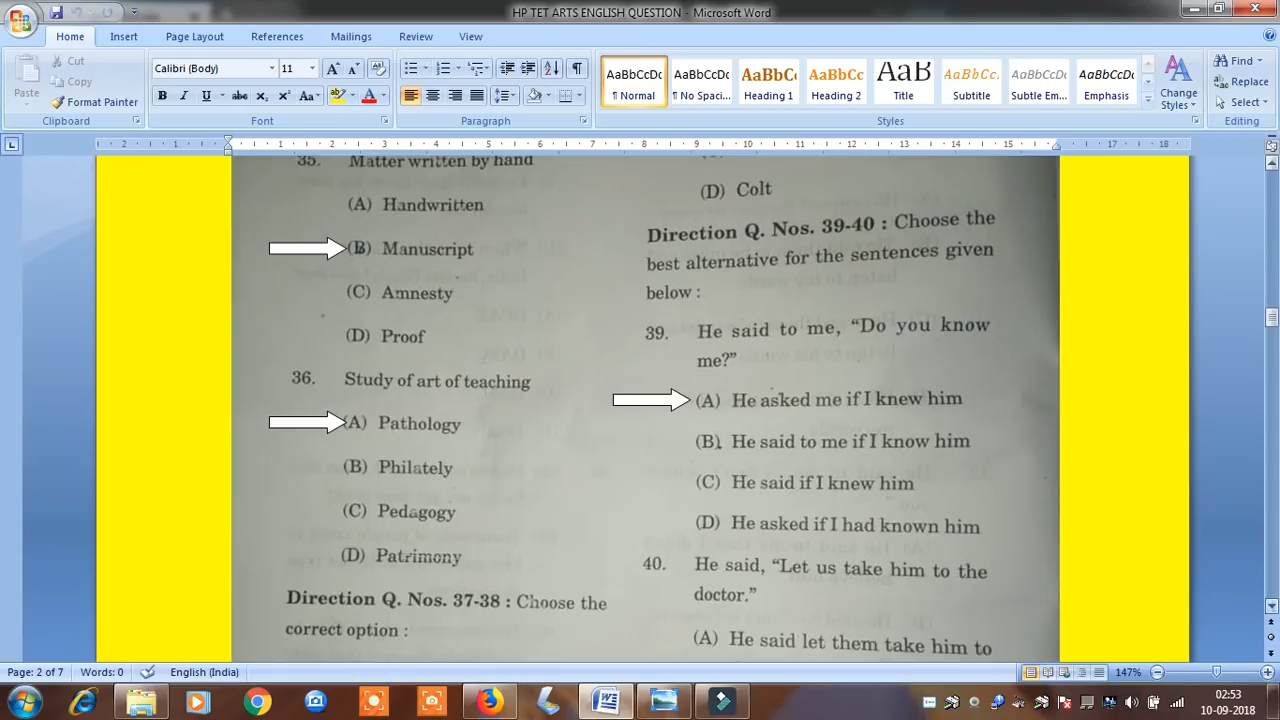 HP TET ARTS ENGLISH QUESTION - Microsoft Word
Home Insert Page Layout References Mailings Review View
Cut
Copy
Paste
Format Painter
Clipboard
Calibri (Body) 11
Font
Paragraph
AaBbCcDc AaBbCcDc AaBbCc AaBbCc AaB AaBbCc. AaBbCcDc AaBbCcDc
¶ Normal ¶ No Spaci... Heading 1 Heading 2 Title Subtitle Subtle Em... Emphasis
Change Styles
Styles
Find
Replace
Select
Editing
35. Matter written by hand
(A) Handwritten
(B) Manuscript
(C) Amnesty
(D) Proof
36. Study of art of teaching
(A) Pathology
(B) Philately
(C) Pedagogy
(D) Patrimony
Direction Q. Nos. 37-38 : Choose the
correct option :
(D) Colt
Direction Q. Nos. 39-40 : Choose the
best alternative for the sentences given
below :
39. He said to me, "Do you know
me?"
(A) He asked me if I knew him
(B) He said to me if I know him
(C) He said if I knew him
(D) He asked if I had known him
40. He said, "Let us take him to the
doctor."
(A) He said let them take him to
Page: 2 of 7 Words: 0 English (India) 147%
02:53
10-09-2018